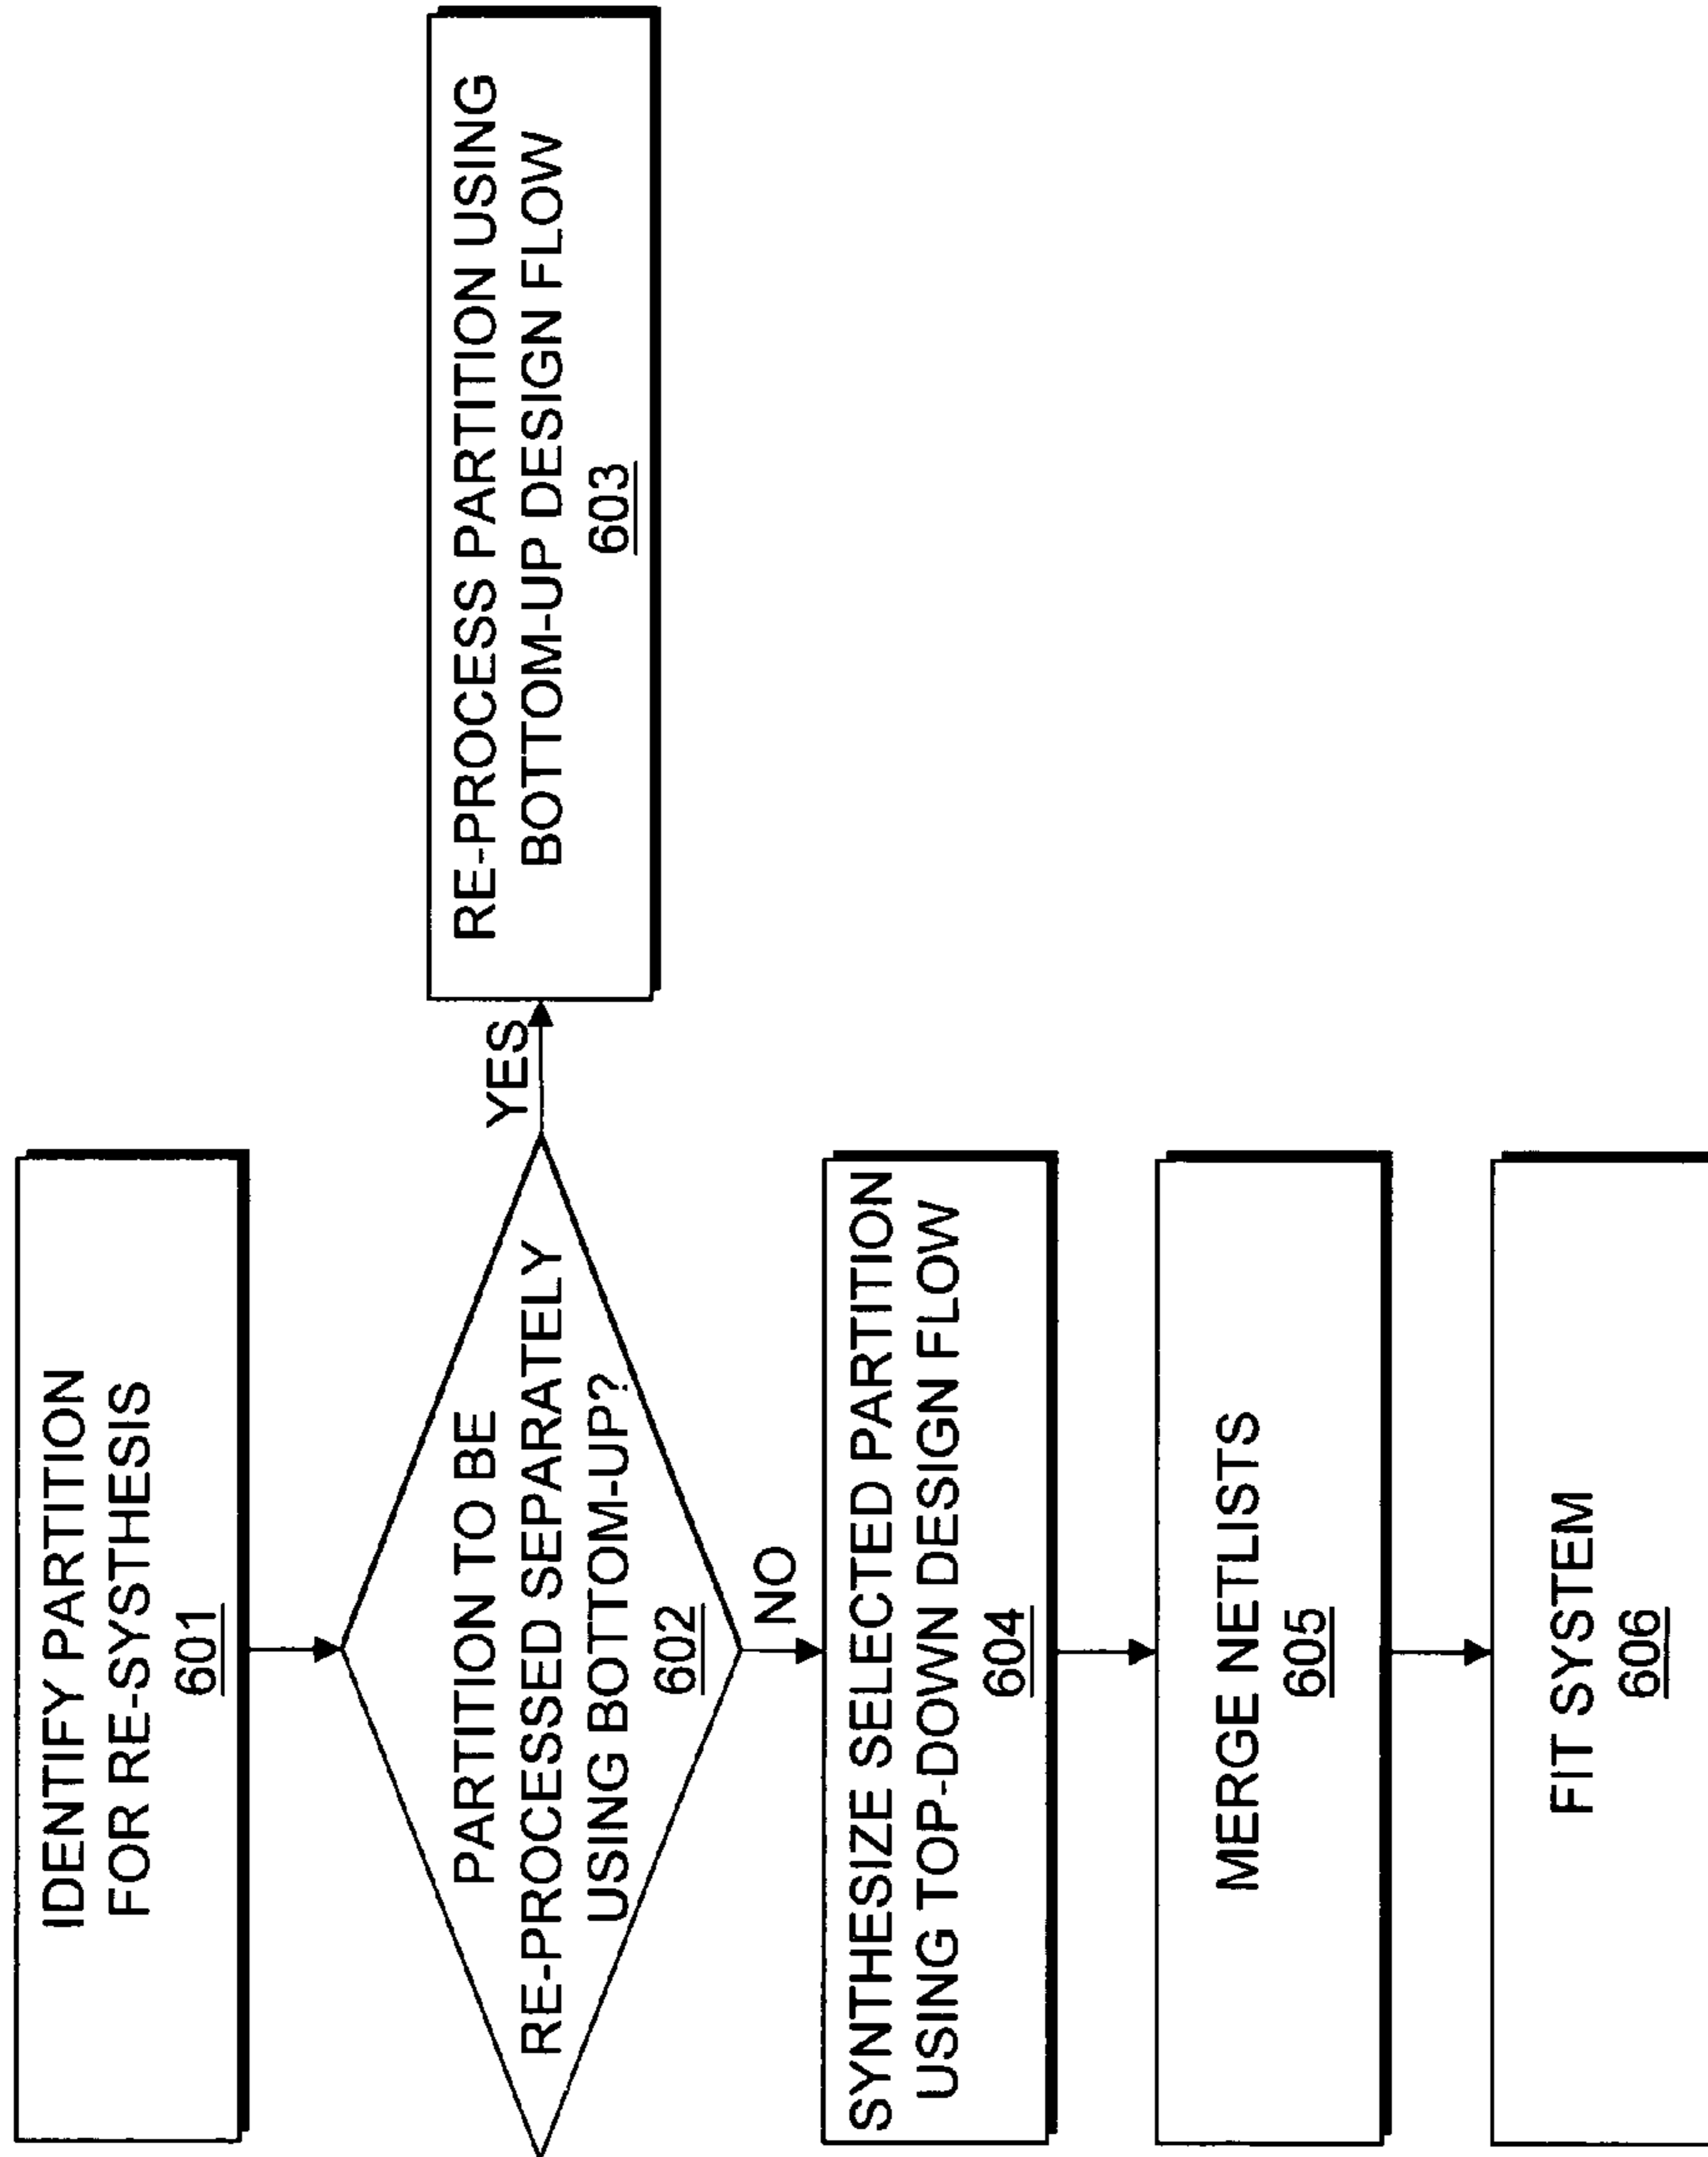 IDENTIFY PARTITION
FOR RE-SYSTHESIS
601
PARTITION TO BE
RE-PROCESSED SEPARATELY
USING BOTTOM-UP?
602
YES
RE-PROCESS PARTITION USING
BOTTOM-UP DESIGN FLOW
603
NO
SYNTHESIZE SELECTED PARTITION
USING TOP-DOWN DESIGN FLOW
604
MERGE NETLISTS
605
FIT SYSTEM
606